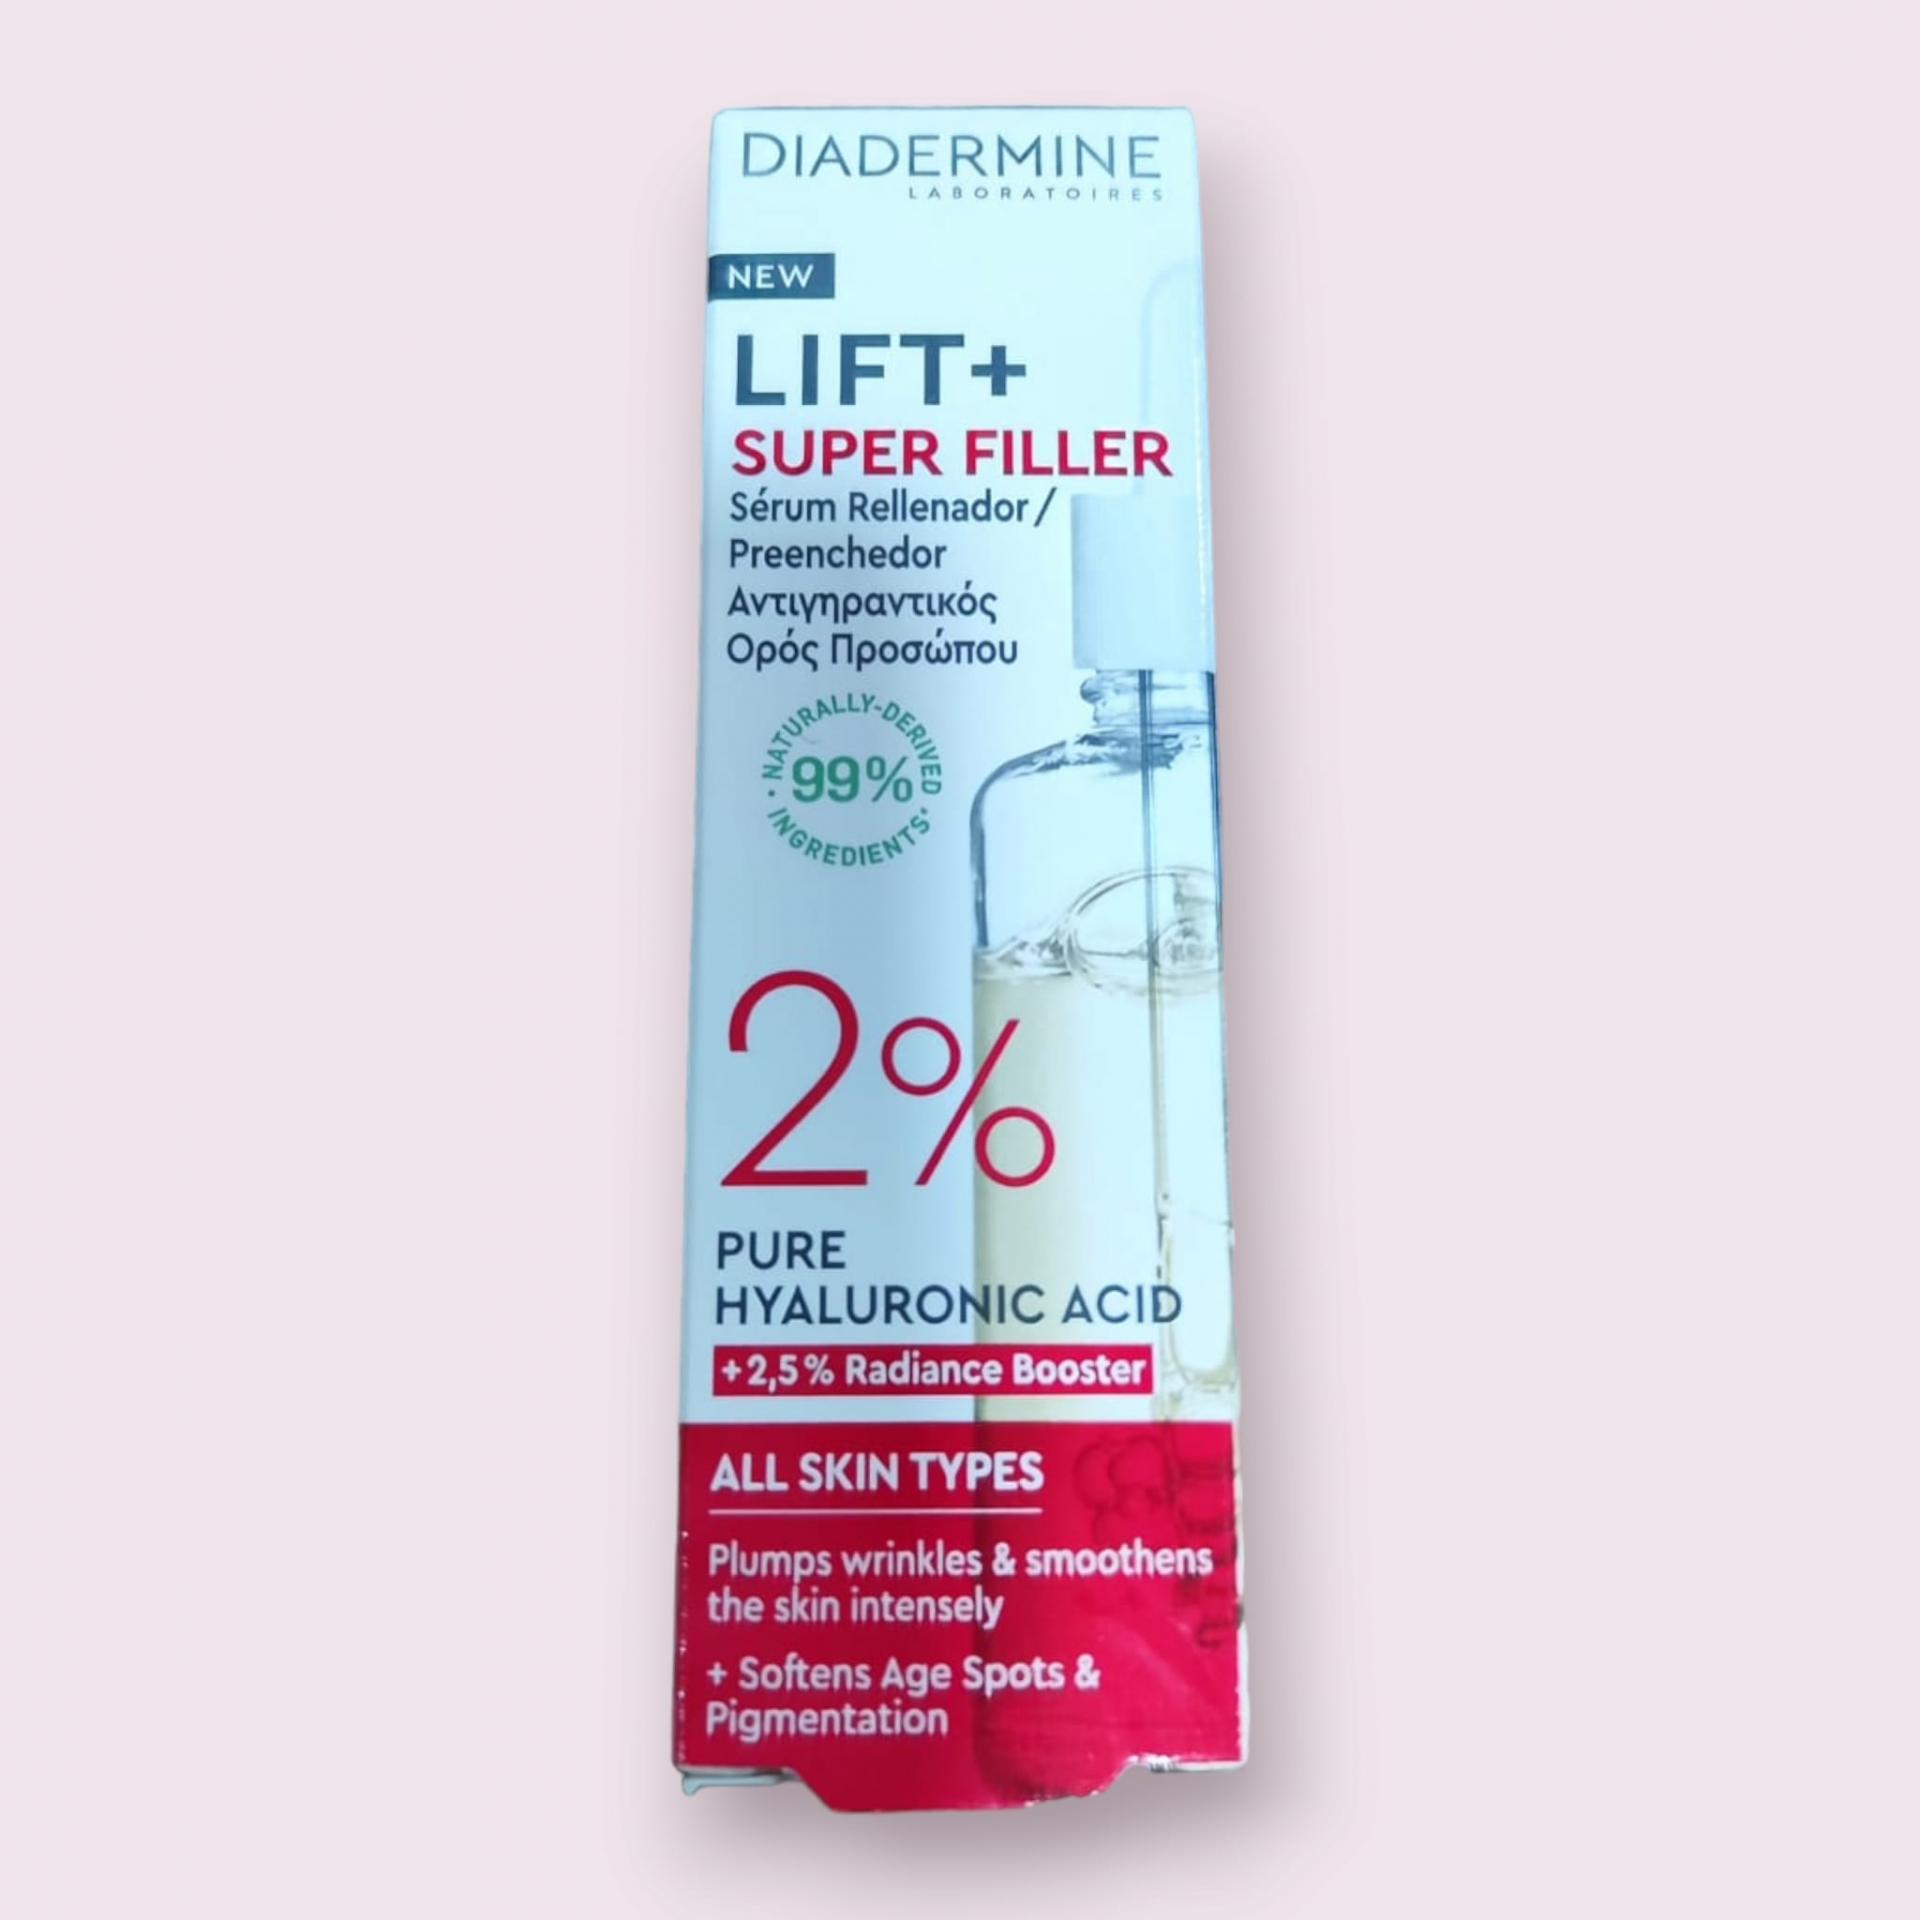 DIADERMINE
LABORATOIRES
NEW
LIFT+
SUPER FILLER
Sérum Rellenador/
Preenchedor
Αντιγηραντικός
Ορός Προσώπου
NATURALLY-DERIVED
99%
INGREDIENTS
2%
PURE
HYALURONIC ACID
+2,5% Radiance Booster
ALL SKIN TYPES
Plumps wrinkles & smoothens
the skin intensely
+ Softens Age Spots &
Pigmentation